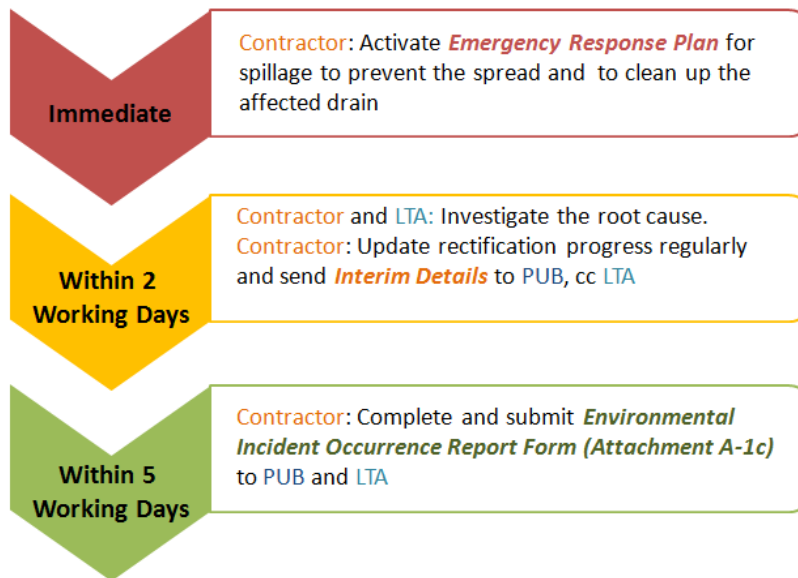 Immediate
Contractor: Activate Emergency Response Plan for
spillage to prevent the spread and to clean up the
affected drain
Within 2
Working Days
Contractor and LTA: Investigate the root cause.
Contractor: Update rectification progress regularly
and send Interim Details to PUB, cc LTA
Within 5
Working Days
Contractor: Complete and submit Environmental
Incident Occurrence Report Form (Attachment A-1c)
to PUB and LTA